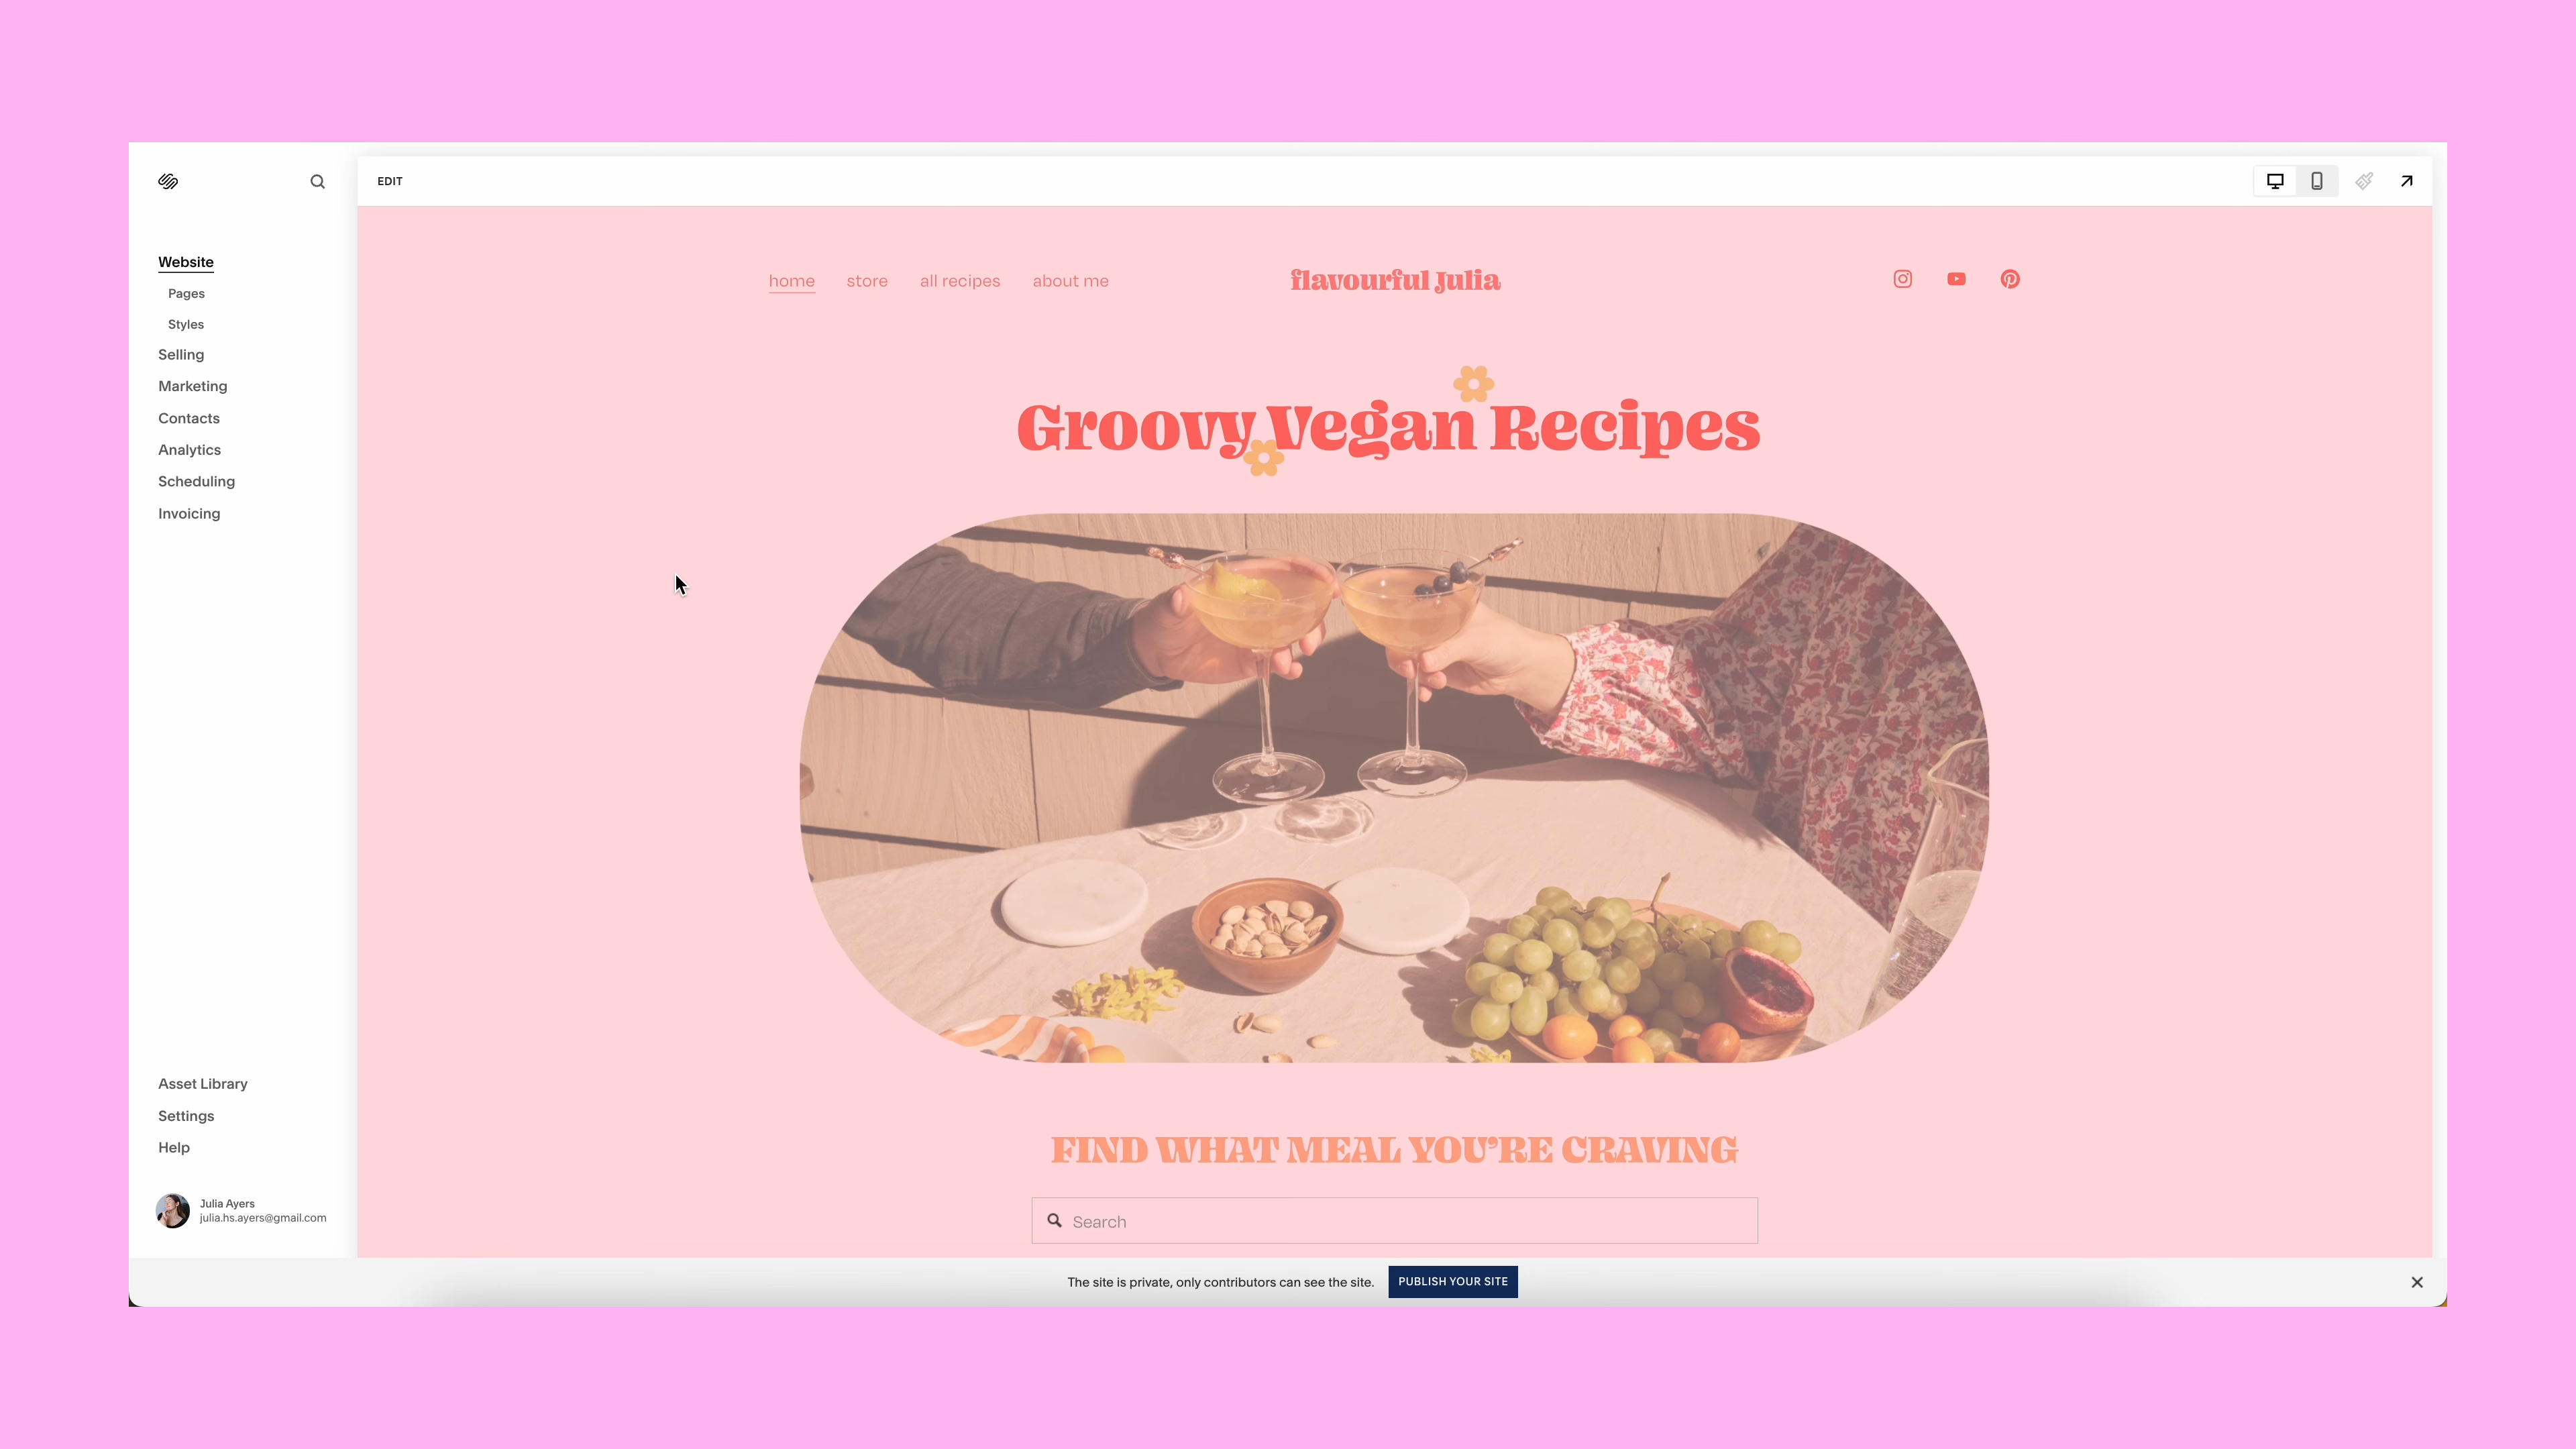 EDIT
Website
Pages
Styles
Selling
Marketing
Contacts
Analytics
Scheduling
Invoicing
Asset Library
Settings
Help
Julia Ayers
julia.hs.ayers@gmail.com
home store all recipes about me
flavourful Julia
Groovy Vegan Recipes
FIND WHAT MEAL YOU'RE CRAVING
Search
The site is private, only contributors can see the site. PUBLISH YOUR SITE